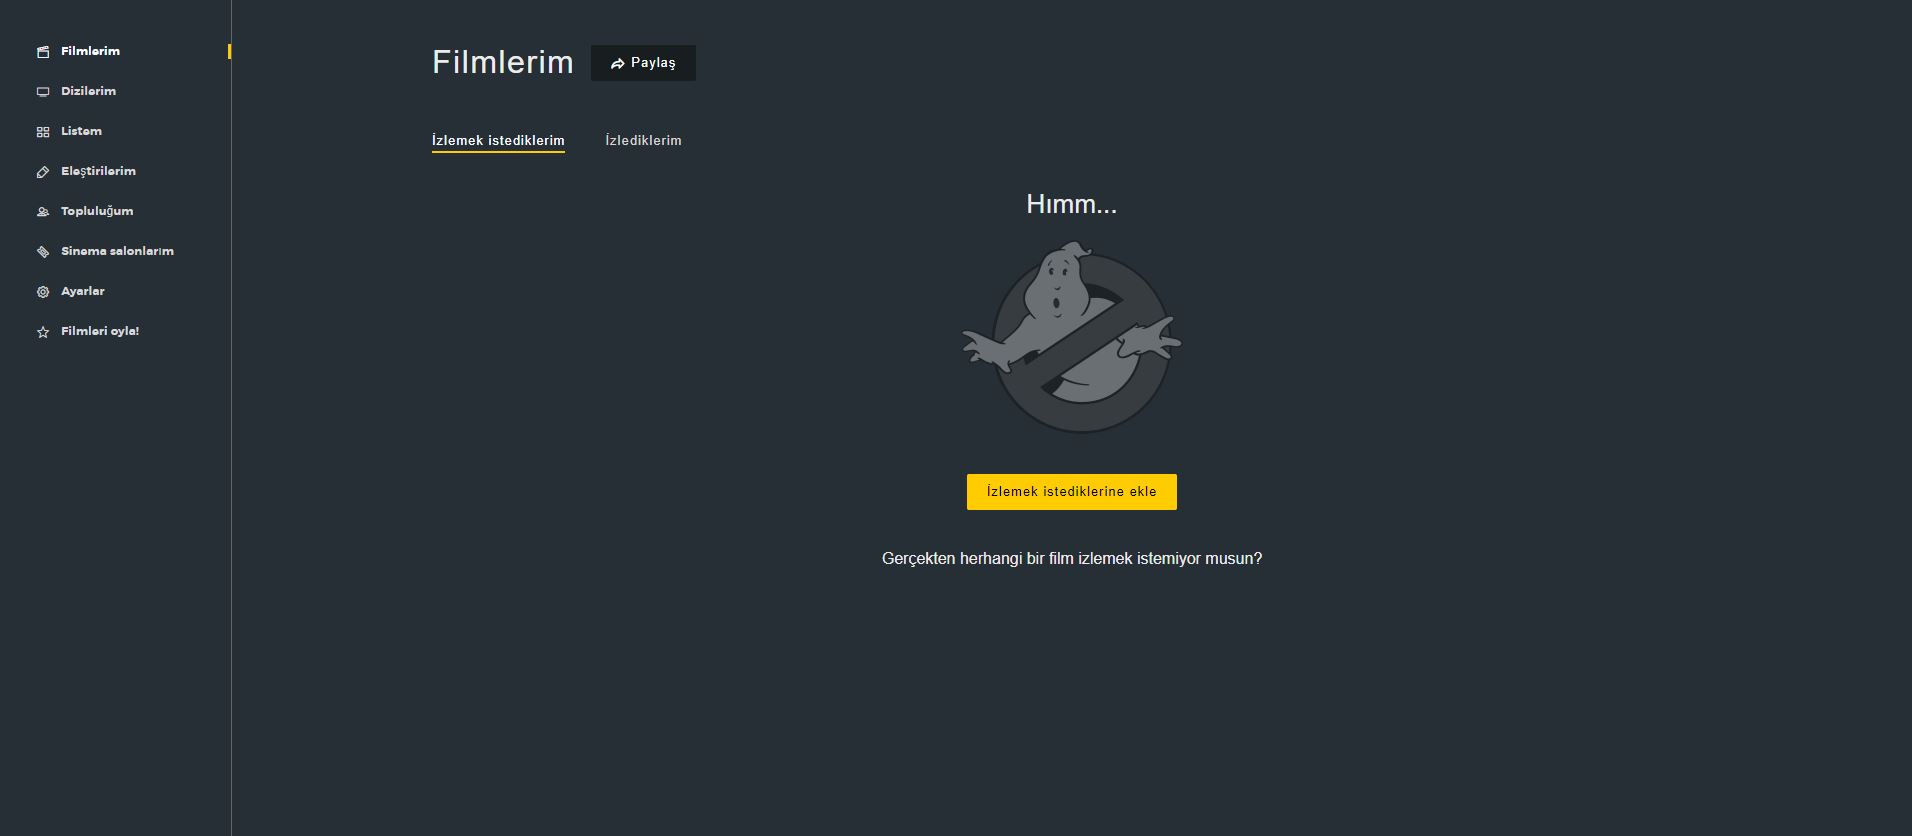 Filmlerim
Dizilerim
Listem
Eleştirilerim
Topluluğum
Sinema salonlarım
Ayarlar
Filmleri oyla!
Filmlerim
Paylaş
İzlemek istediklerim
İzlediklerim
Hımm...
İzlemek istediklerine ekle
Gerçekten herhangi bir film izlemek istemiyor musun?